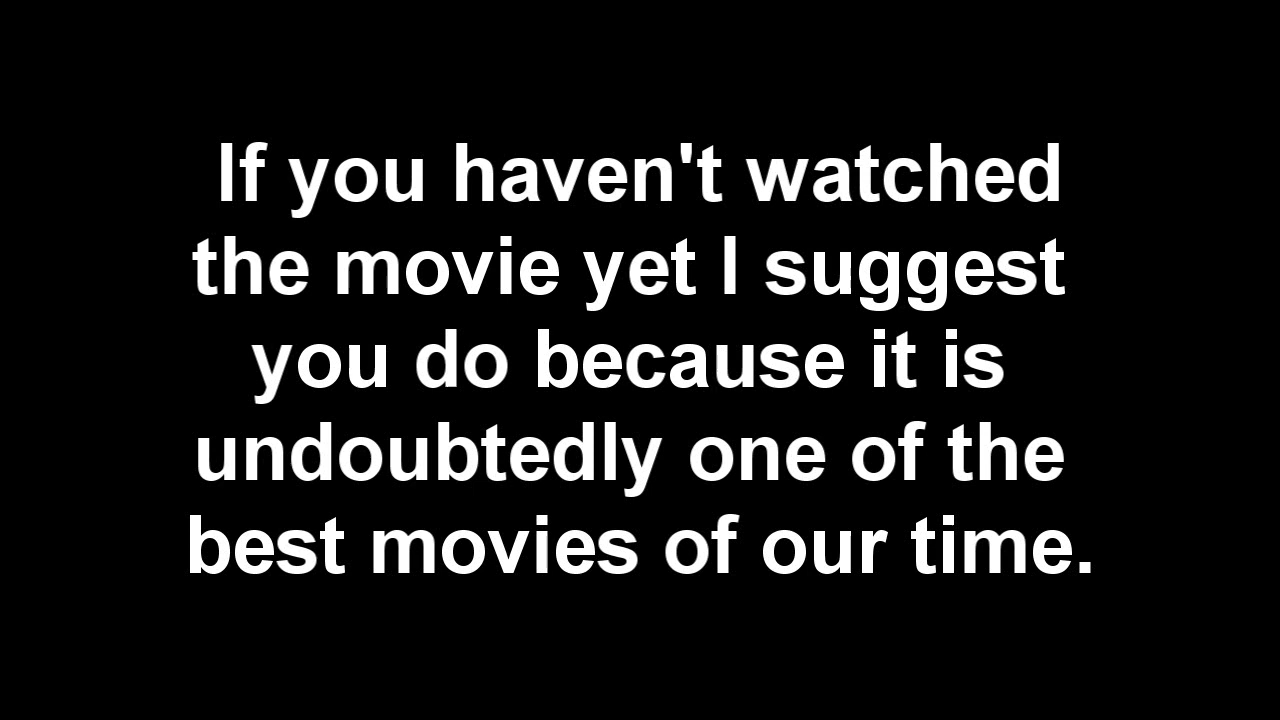 If you haven't watched
the movie yet I suggest
you do because it is
undoubtedly one of the
best movies of our time.